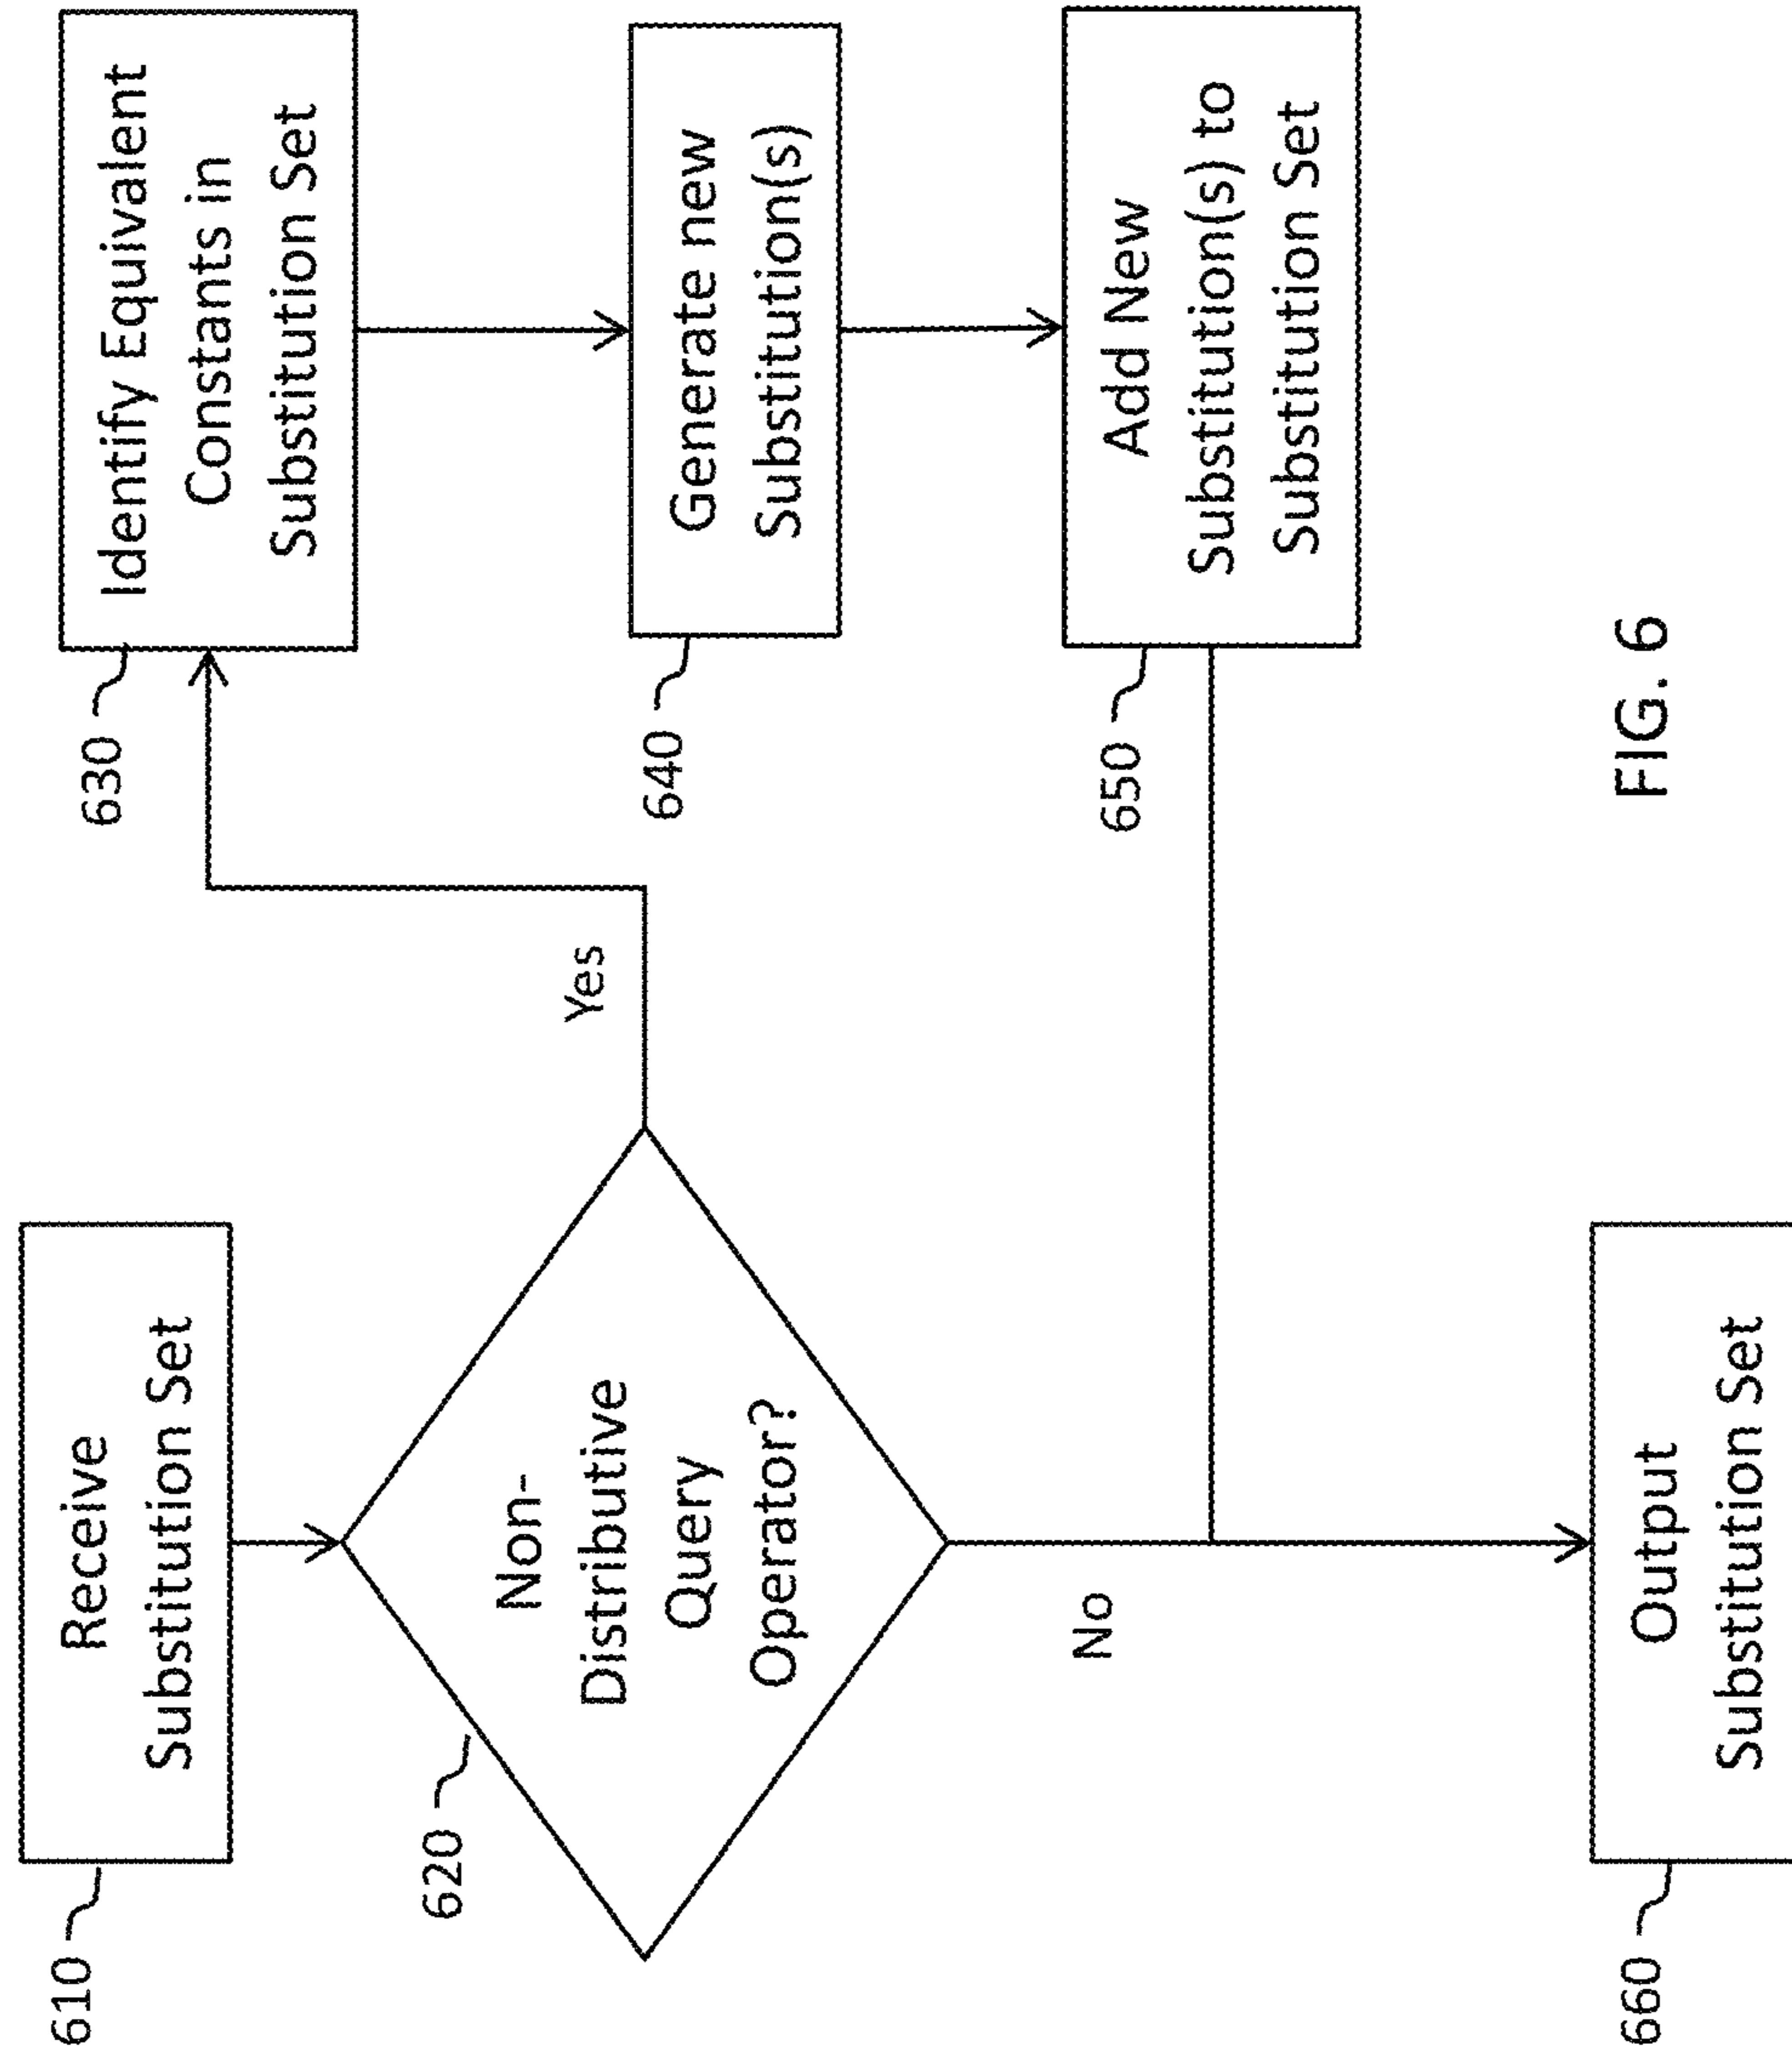 610
Receive
Substitution Set
620
Non-
Distributive
Query
Operator?
Yes
No
630
Identify Equivalent
Constants in
Substitution Set
640
Generate new
Substitution(s)
650
Add New
Substitution(s) to
Substitution Set
660
Output
Substitution Set
FIG. 6